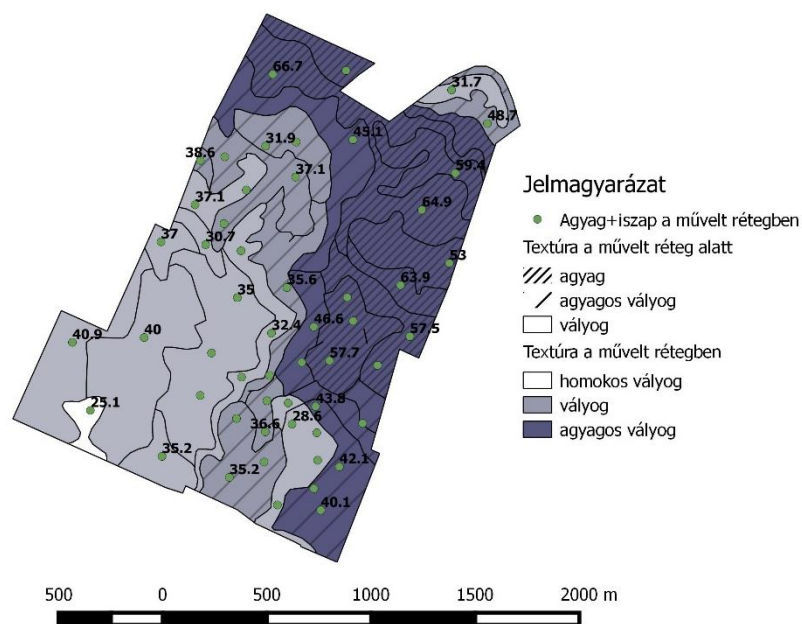 66.7
31.7
48.7
45.1
31.9
38.6
59.4
37.1
64.9
37.1
37
30.7
53
63.9
35.6
35
46.6
32.4
57.5
40.9
40
57.7
25.1
43.8
28.6
36.6
35.2
42.1
35.2
40.1
Jelmagyarázat
Agyag+iszap a művelt rétegben
Textúra a művelt réteg alatt
agyag
agyagos vályog
vályog
Textúra a művelt rétegben
homokos vályog
vályog
agyagos vályog
500 0 500 1000 1500 2000 m